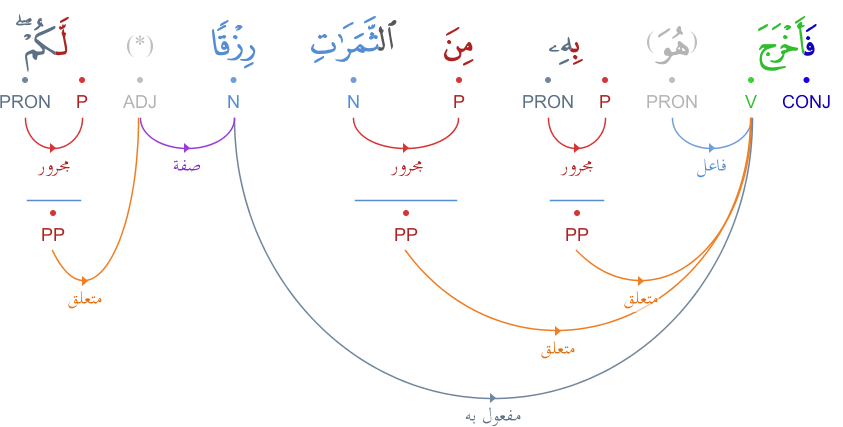 فَأَخْرَجَ (هُوَ) بِهِۦ مِنَ ٱلثَّمَرَٰتِ رِزْقًا (*) لَّكُمْ ۖ
CONJ V PRON P PRON P N N ADJ P PRON
فاعل مجرور مجرور صفة مجرور
PP PP PP
متعلق متعلق
متعلق
مفعول به